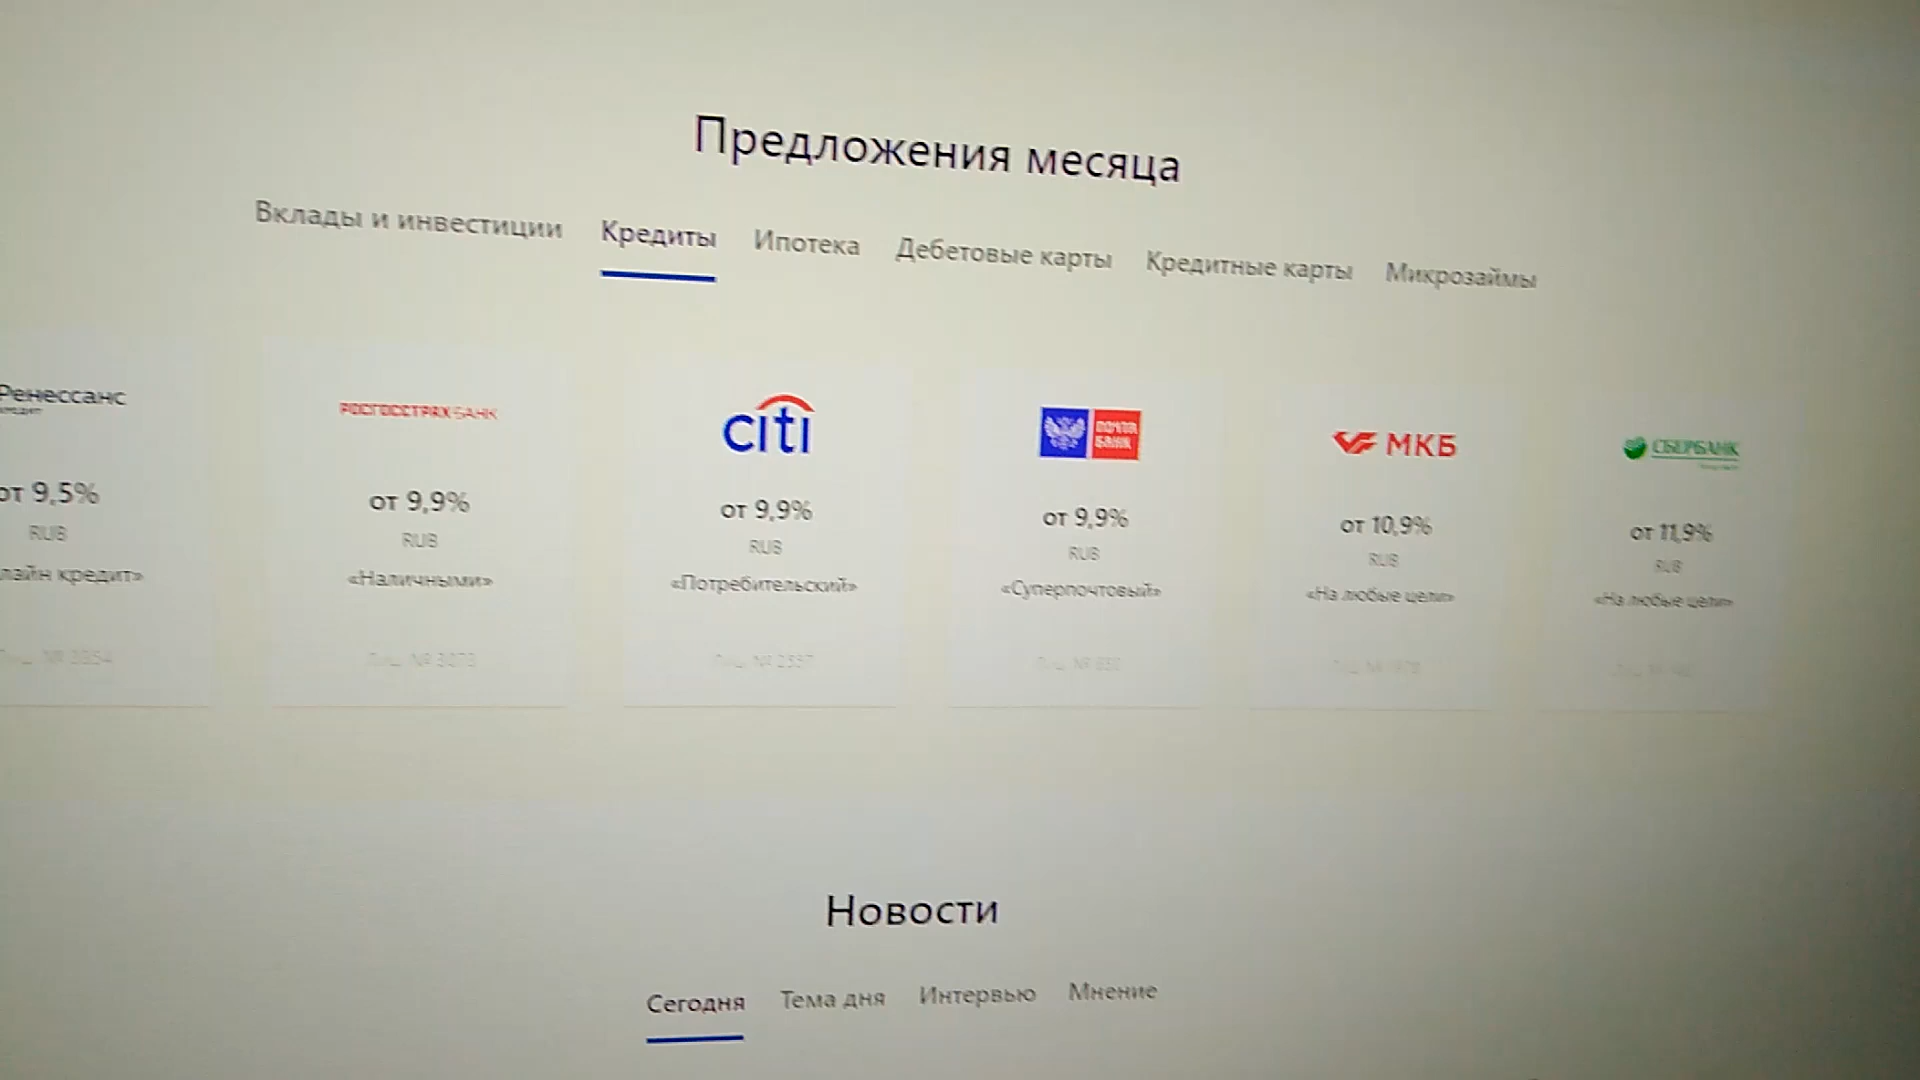 Предложения месяца
Вклады и инвестиции Кредиты Ипотека Дебетовые карты Кредитные карты Микрозаймы
Ренессанс
кредит
от 9,5%
RUB
лайн кредит»
РОСГОССТРАХ БАНК
от 9,9%
RUB
«Наличными»
citi
от 9,9%
RUB
«Потребительский»
ПОЧТА
БАНК
от 9,9%
RUB
«Суперпочтовый»
МКБ
от 10,9%
RUB
«На любые цели»
СБЕРБАНК
от 11,9%
RUB
«На любые цели»
Новости
Сегодня Тема дня Интервью Мнение